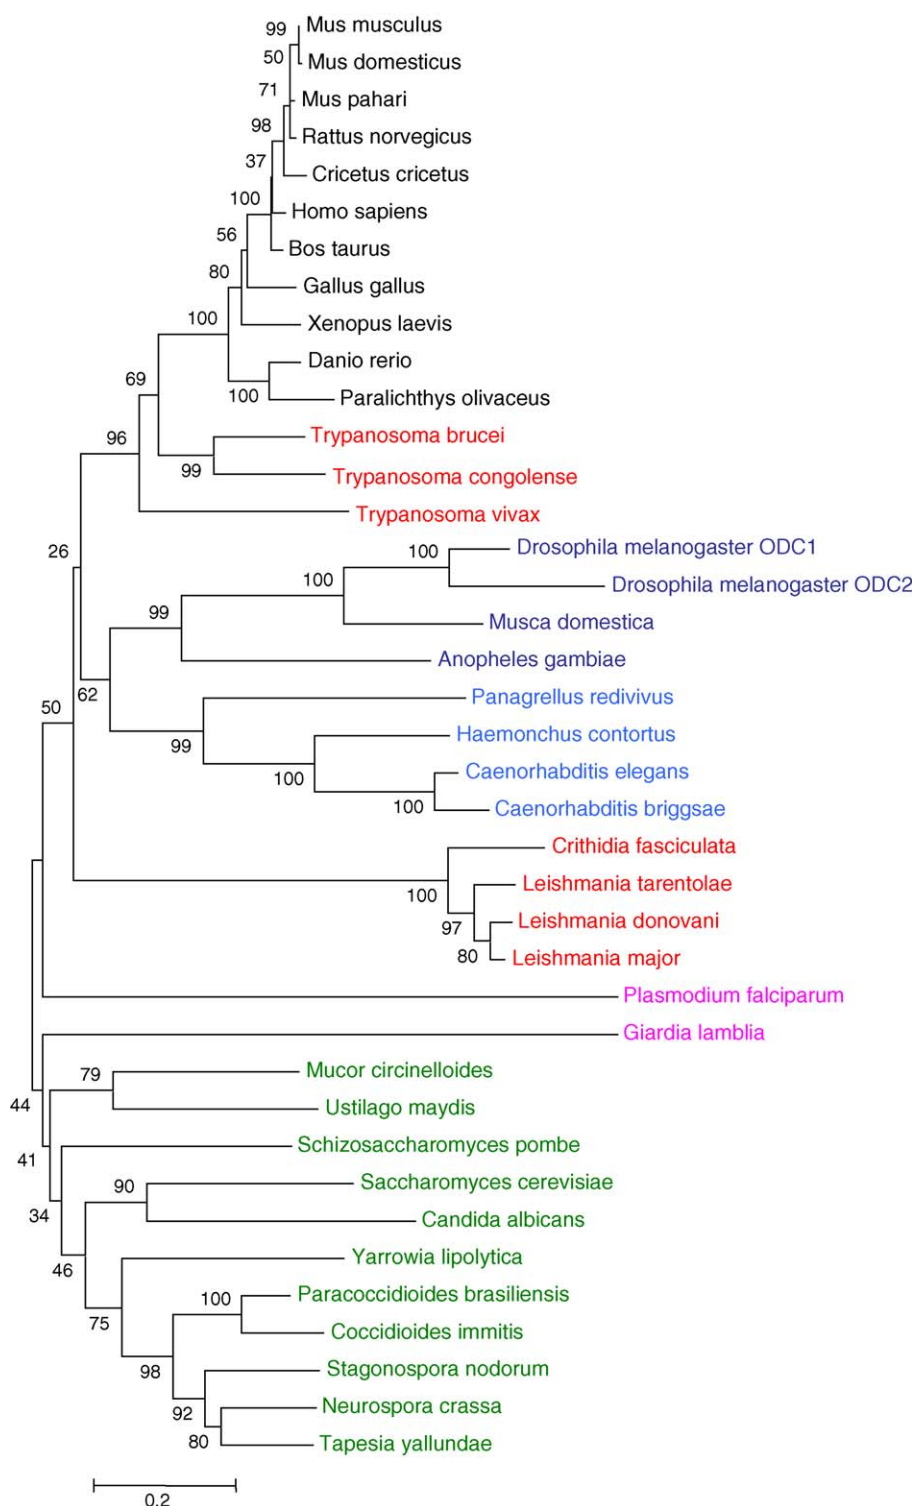 99 Mus musculus
50 Mus domesticus
71 Mus pahari
98 Rattus norvegicus
37 Cricetus cricetus
100 Homo sapiens
56 Bos taurus
80 Gallus gallus
100 Xenopus laevis
Danio rerio
69 100 Paralichthys olivaceus
96 Trypanosoma brucei
99 Trypanosoma congolense
Trypanosoma vivax
26 100 Drosophila melanogaster ODC1
100 Drosophila melanogaster ODC2
99 Musca domestica
Anopheles gambiae
62 Panagrellus redivivus
50 99 Haemonchus contortus
100 Caenorhabditis elegans
100 Caenorhabditis briggsae
Crithidia fasciculata
100 Leishmania tarentolae
97 Leishmania donovani
80 Leishmania major
Plasmodium falciparum
Giardia lamblia
79 Mucor circinelloides
44 Ustilago maydis
41 Schizosaccharomyces pombe
90 Saccharomyces cerevisiae
34 Candida albicans
46 Yarrowia lipolytica
100 Paracoccidioides brasiliensis
75 Coccidioides immitis
98 Stagonospora nodorum
92 Neurospora crassa
80 Tapesia yallundae
0.2